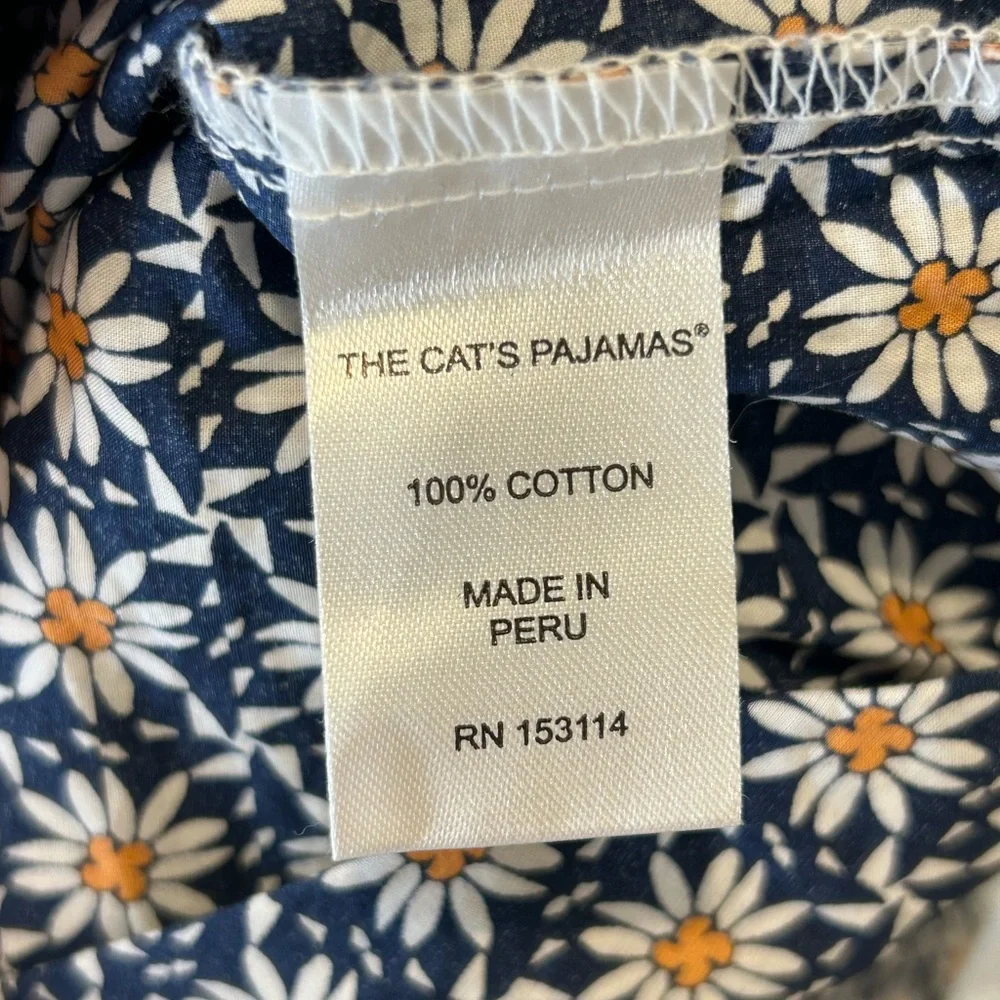 THE CAT'S PAJAMAS®
100% COTTON
MADE IN
PERU
RN 153114